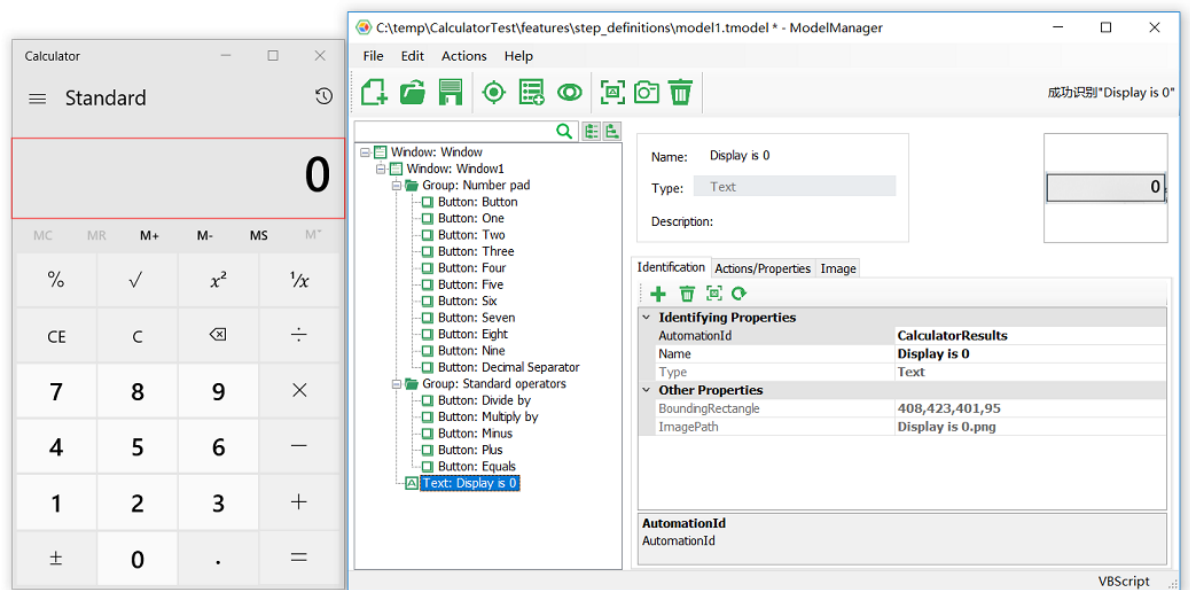 Calculator
Standard
0
MC MR M+ M- MS M˅
% √ x² ¹/x
CE C ÷
7 8 9 ×
4 5 6 −
1 2 3 +
± 0 . =
C:\temp\CalculatorTest\features\step_definitions\model1.tmodel * - ModelManager
File Edit Actions Help
成功识别"Display is 0"
Window: Window
Window: Window1
Group: Number pad
Button: Button
Button: One
Button: Two
Button: Three
Button: Four
Button: Five
Button: Six
Button: Seven
Button: Eight
Button: Nine
Button: Decimal Separator
Group: Standard operators
Button: Divide by
Button: Multiply by
Button: Minus
Button: Plus
Button: Equals
Text: Display is 0
Name: Display is 0
Type: Text
Description:
0
Identification Actions/Properties Image
Identifying Properties
AutomationId CalculatorResults
Name Display is 0
Type Text
Other Properties
BoundingRectangle 408,423,401,95
ImagePath Display is 0.png
AutomationId
AutomationId
VBScript